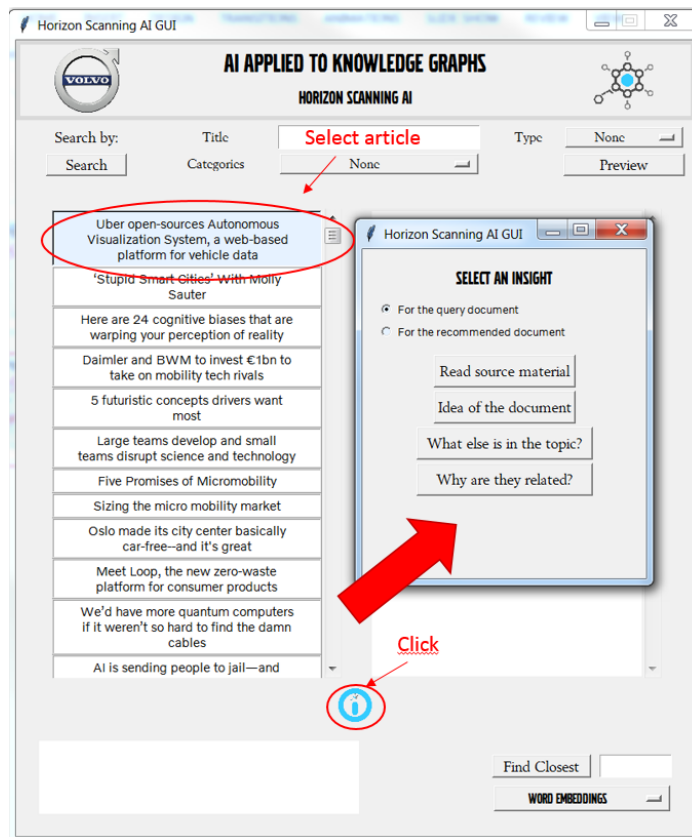 Horizon Scanning AI GUI
VOLVO
AI APPLIED TO KNOWLEDGE GRAPHS
HORIZON SCANNING AI
Search by:
Title
Select article
Type
None
Search
Categories
None
Preview
Uber open-sources Autonomous
Visualization System, a web-based
platform for vehicle data
‘Stupid Smart Cities’ With Molly
Sauter
Here are 24 cognitive biases that are
warping your perception of reality
Daimler and BWM to invest €1bn to
take on mobility tech rivals
5 futuristic concepts drivers want
most
Large teams develop and small
teams disrupt science and technology
Five Promises of Micromobility
Sizing the micro mobility market
Oslo made its city center basically
car-free--and it's great
Meet Loop, the new zero-waste
platform for consumer products
We’d have more quantum computers
if it weren’t so hard to find the damn
cables
AI is sending people to jail—and
Horizon Scanning AI GUI
SELECT AN INSIGHT
For the query document
For the recommended document
Read source material
Idea of the document
What else is in the topic?
Why are they related?
Click
Find Closest
WORD EMBEDDINGS